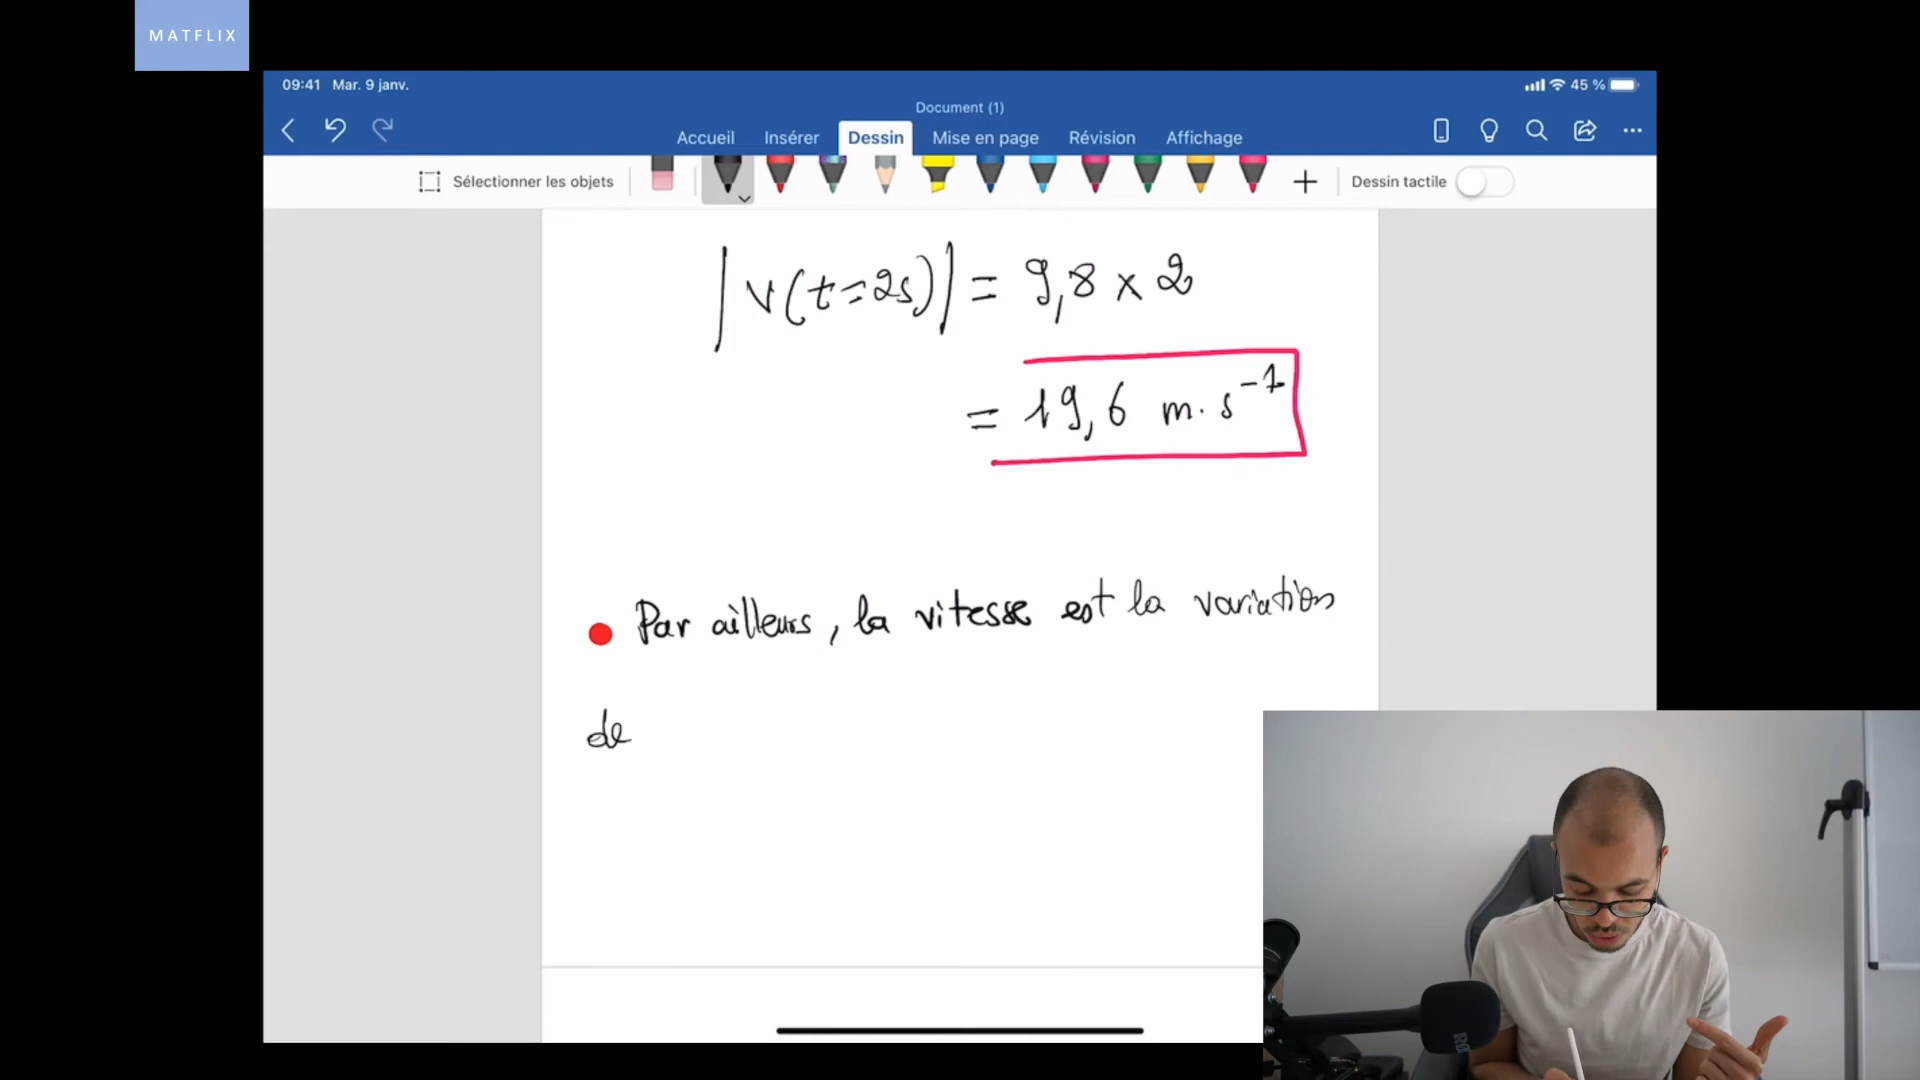 MATFLIX
09:41 Mar. 9 janv.
45 %
Document (1)
Accueil Insérer Dessin Mise en page Révision Affichage
Sélectionner les objets
Dessin tactile
|v(t=2s)| = 9,8 x 2
= 19,6 m.s⁻¹
Par ailleurs, la vitesse est la variation
de